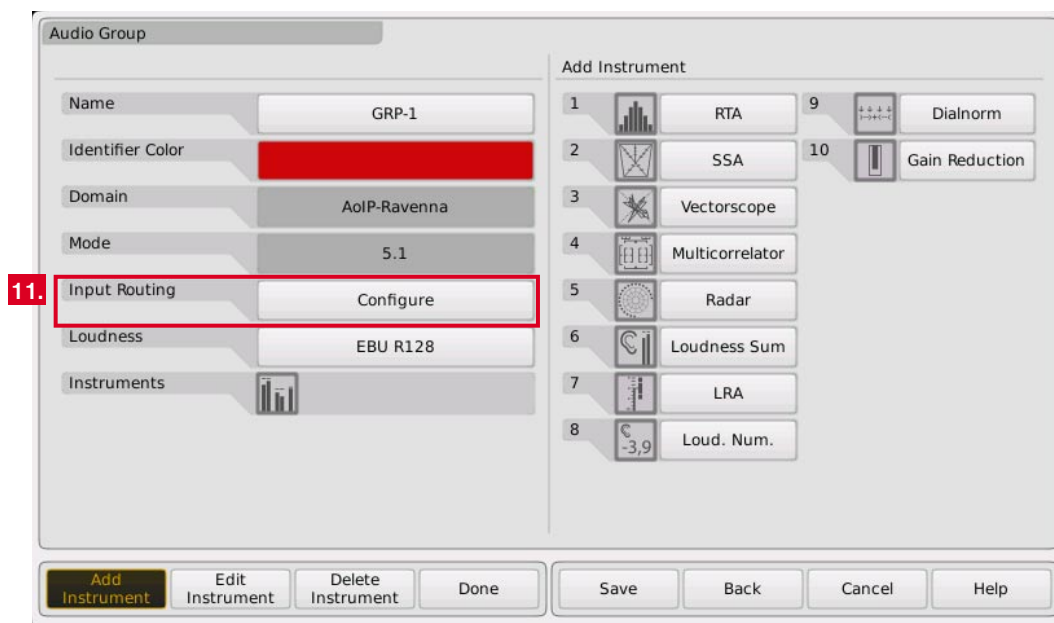 Audio Group
Name
GRP-1
Identifier Color
Domain
AoIP-Ravenna
Mode
5.1
11.
Input Routing
Configure
Loudness
EBU R128
Instruments
Add Instrument
1
RTA
2
SSA
3
Vectorscope
4
Multicorrelator
5
Radar
6
Loudness Sum
7
LRA
8
-3,9
Loud. Num.
9
Dialnorm
10
Gain Reduction
Add
Instrument
Edit
Instrument
Delete
Instrument
Done
Save
Back
Cancel
Help